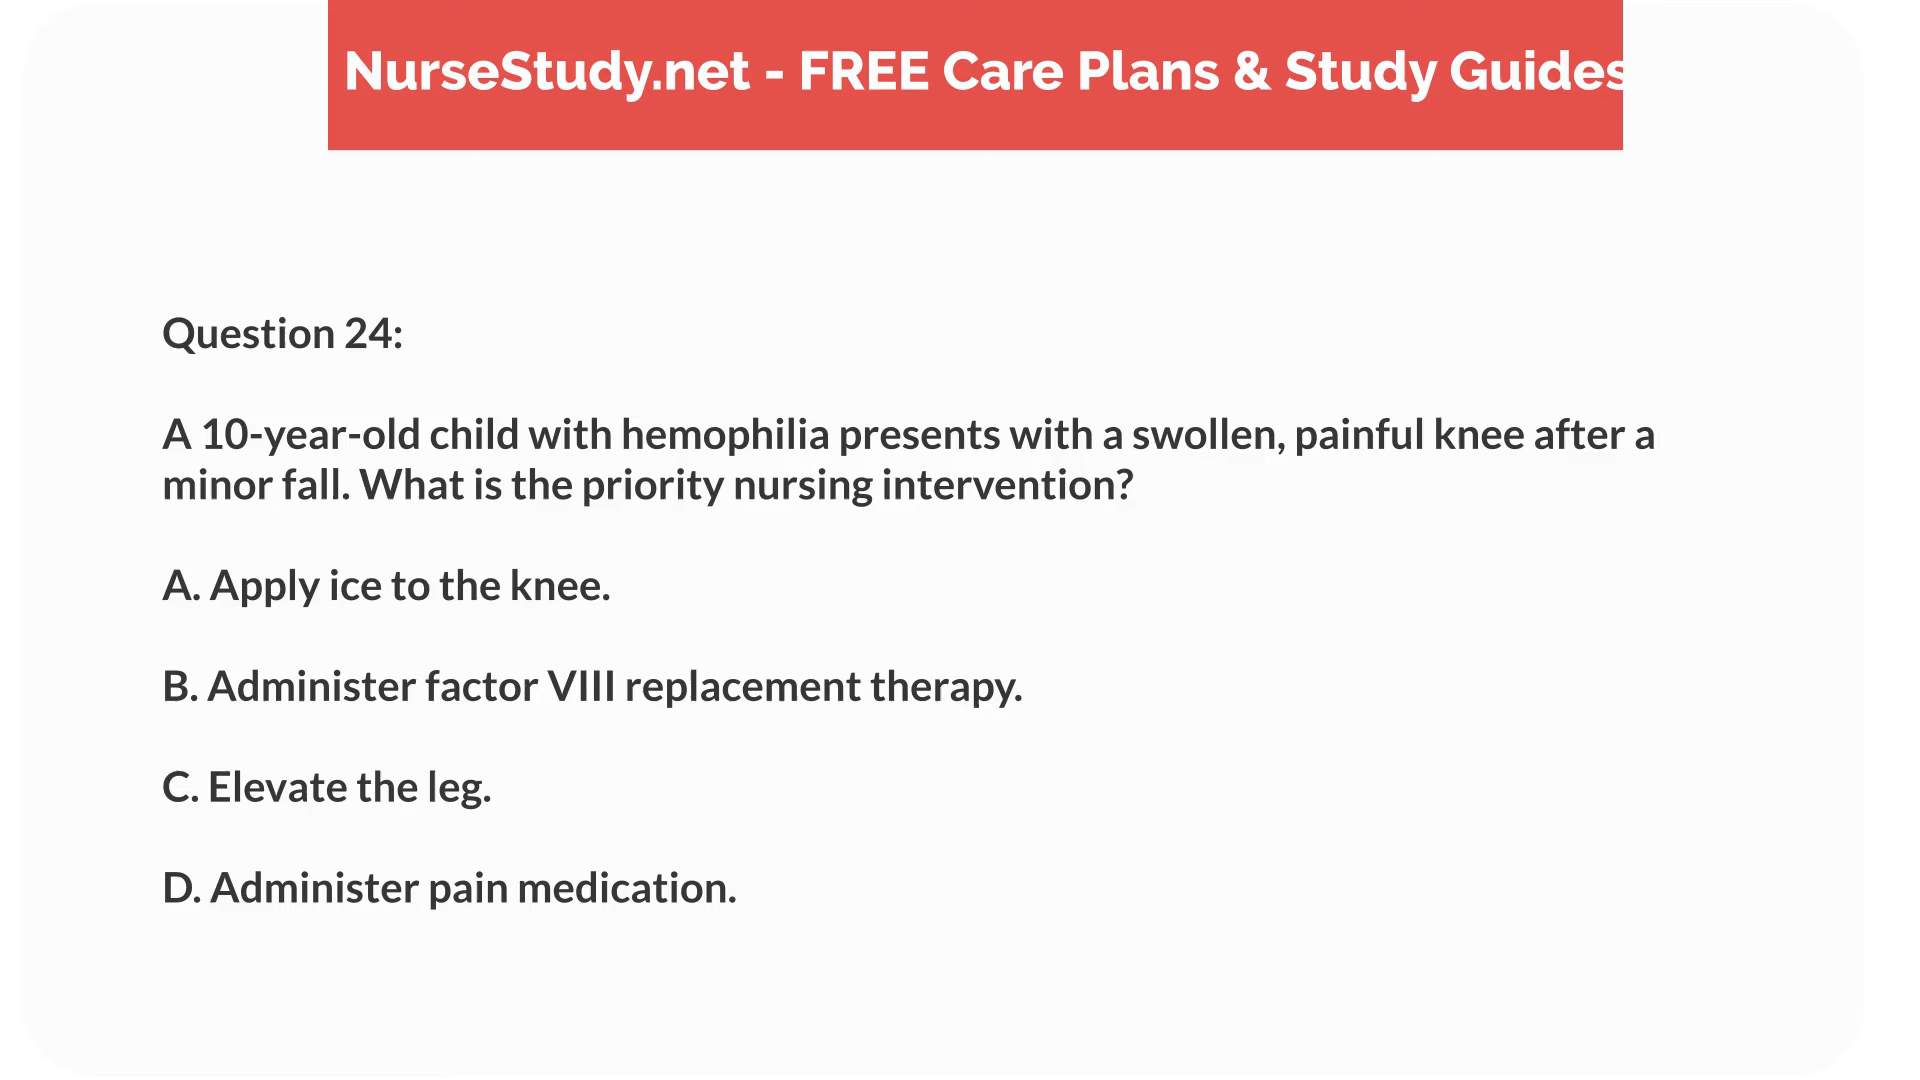 NurseStudy.net - FREE Care Plans & Study Guides
Question 24:
A 10-year-old child with hemophilia presents with a swollen, painful knee after a
minor fall. What is the priority nursing intervention?
A. Apply ice to the knee.
B. Administer factor VIII replacement therapy.
C. Elevate the leg.
D. Administer pain medication.